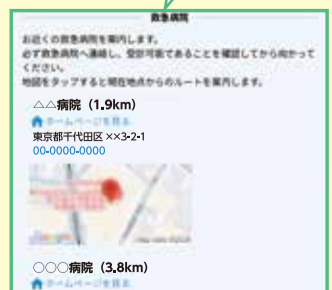 救急病院
お近くの救急病院を案内します。
必ず救急病院へ連絡し、受診可能であることを確認してから向かって
ください。
地図をタップすると現在地点からのルートを案内します。
△△病院（1.9km）
ホームページを見る
東京都千代田区××3-2-1
00-0000-0000
○○○病院（3.8km）
ホームページを見る